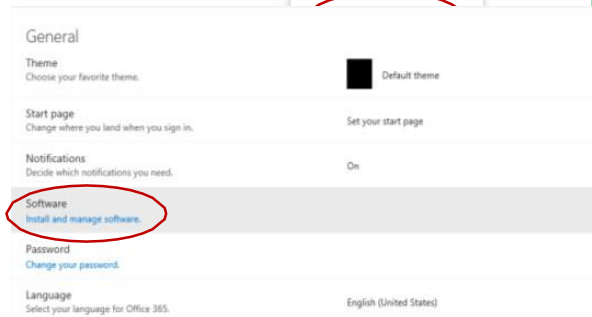 General
Theme
Choose your favorite theme.
Default theme
Start page
Change where you land when you sign in.
Set your start page
Notifications
Decide which notifications you need.
On
Software
Install and manage software.
Password
Change your password.
Language
Select your language for Office 365.
English (United States)